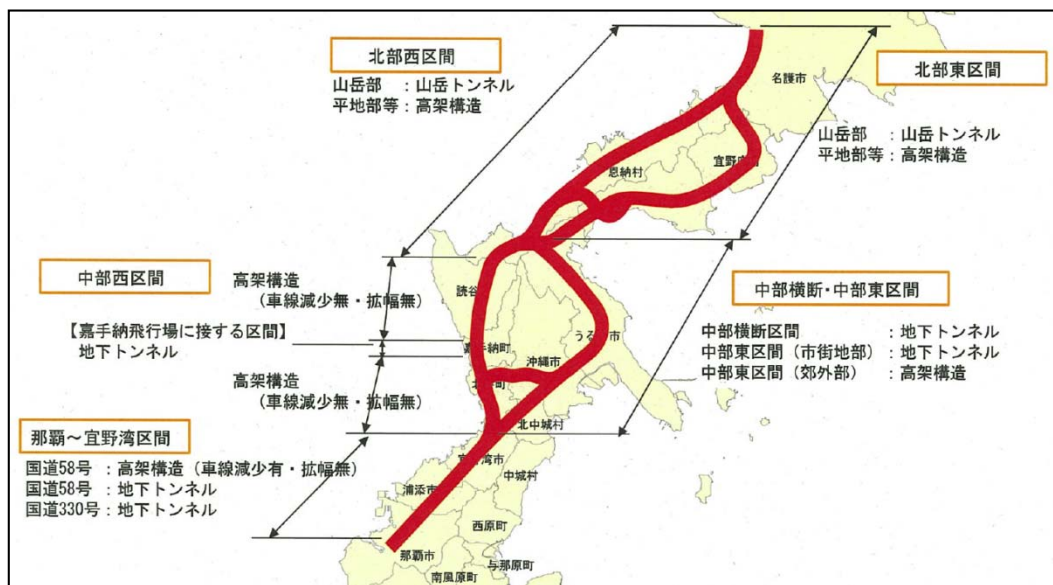 北部西区間
山岳部　：山岳トンネル
平地部等：高架構造
北部東区間
山岳部　：山岳トンネル
平地部等：高架構造
名護市
恩納村
中部西区間
高架構造
（車線減少無・拡幅無）
【嘉手納飛行場に接する区間】
地下トンネル
高架構造
（車線減少無・拡幅無）
読谷
嘉手納町
沖縄市
北中城村
中部横断・中部東区間
中部横断区間　　　　　：地下トンネル
中部東区間（市街地部）：地下トンネル
中部東区間（郊外部）　：高架構造
那覇～宜野湾区間
国道58号　：高架構造（車線減少有・拡幅無）
国道58号　：地下トンネル
国道330号：地下トンネル
中城村
浦添市
西原町
那覇市
与那原町
南風原町